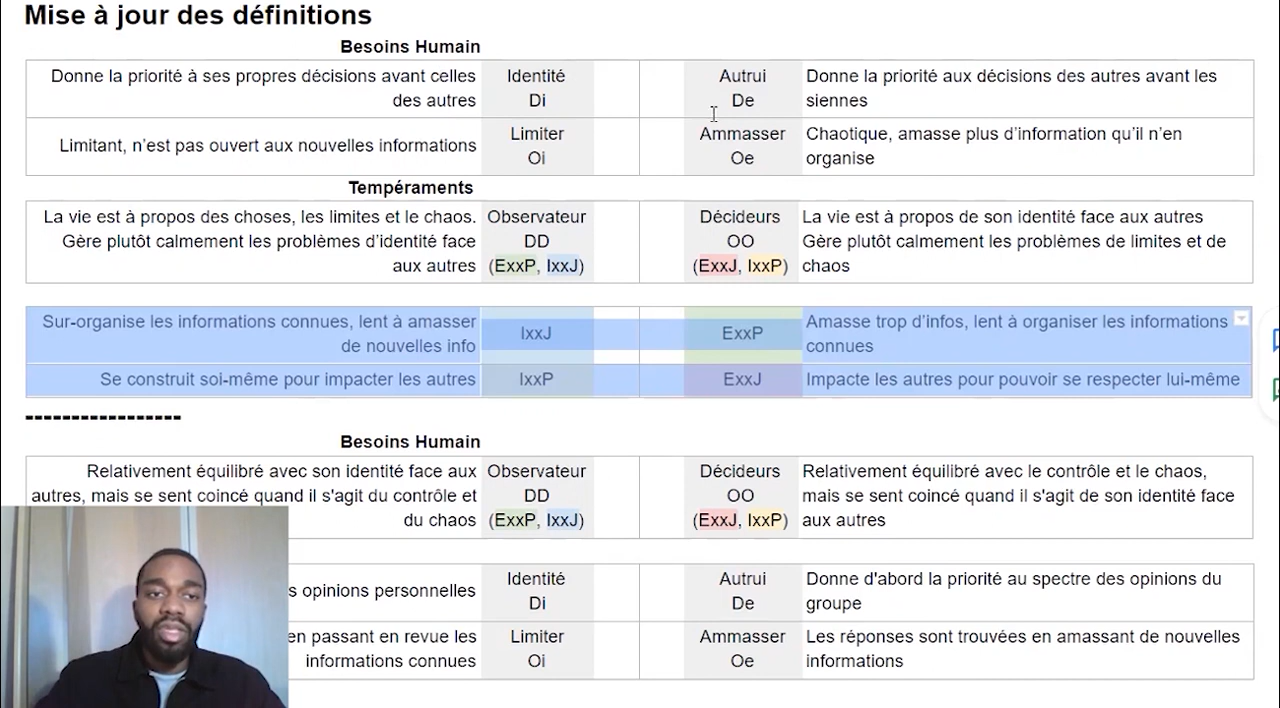 Mise à jour des définitions
Besoins Humain
Donne la priorité à ses propres décisions avant celles des autres
Identité
Di
Autrui
De
Donne la priorité aux décisions des autres avant les siennes
Limitant, n'est pas ouvert aux nouvelles informations
Limiter
Oi
Ammasser
Oe
Chaotique, amasse plus d'information qu'il n'en organise
Tempéraments
La vie est à propos des choses, les limites et le chaos.
Gère plutôt calmement les problèmes d'identité face aux autres
Observateur
DD
(ExxP, IxxJ)
Décideurs
OO
(ExxJ, IxxP)
La vie est à propos de son identité face aux autres
Gère plutôt calmement les problèmes de limites et de chaos
Sur-organise les informations connues, lent à amasser de nouvelles info
IxxJ
ExxP
Amasse trop d'infos, lent à organiser les informations connues
Se construit soi-même pour impacter les autres
IxxP
ExxJ
Impacte les autres pour pouvoir se respecter lui-même
-----------------
Besoins Humain
Relativement équilibré avec son identité face aux autres, mais se sent coincé quand il s'agit du contrôle et du chaos
Observateur
DD
(ExxP, IxxJ)
Décideurs
OO
(ExxJ, IxxP)
Relativement équilibré avec le contrôle et le chaos, mais se sent coincé quand il s'agit de son identité face aux autres
s opinions personnelles
Identité
Di
Autrui
De
Donne d'abord la priorité au spectre des opinions du groupe
en passant en revue les informations connues
Limiter
Oi
Ammasser
Oe
Les réponses sont trouvées en amassant de nouvelles informations